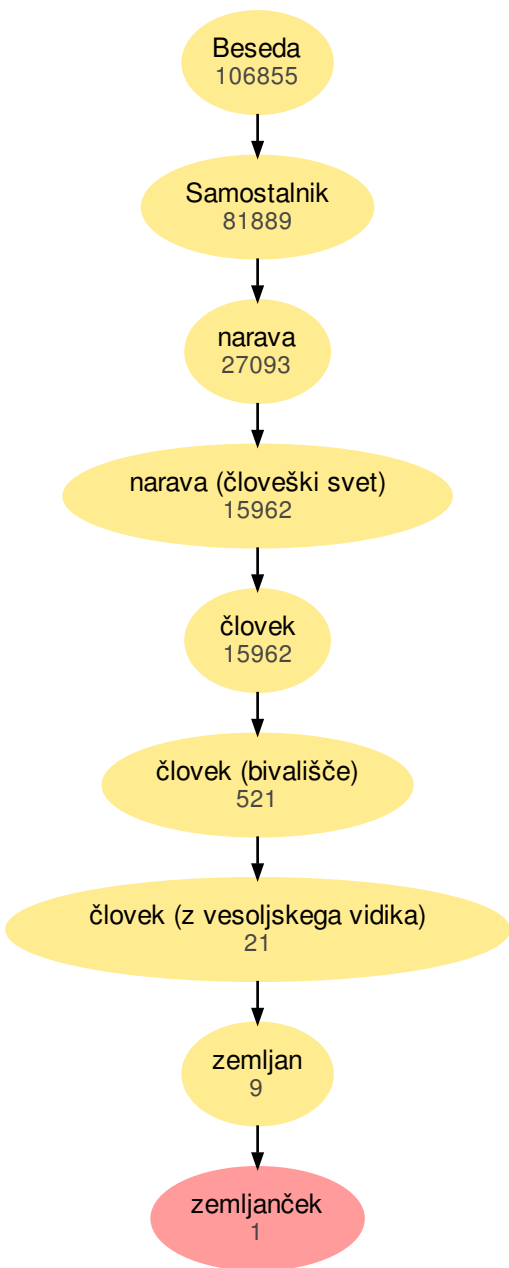 Beseda
106855
Samostalnik
81889
narava
27093
narava (človeški svet)
15962
človek
15962
človek (bivališče)
521
človek (z vesoljskega vidika)
21
zemljan
9
zemljanček
1